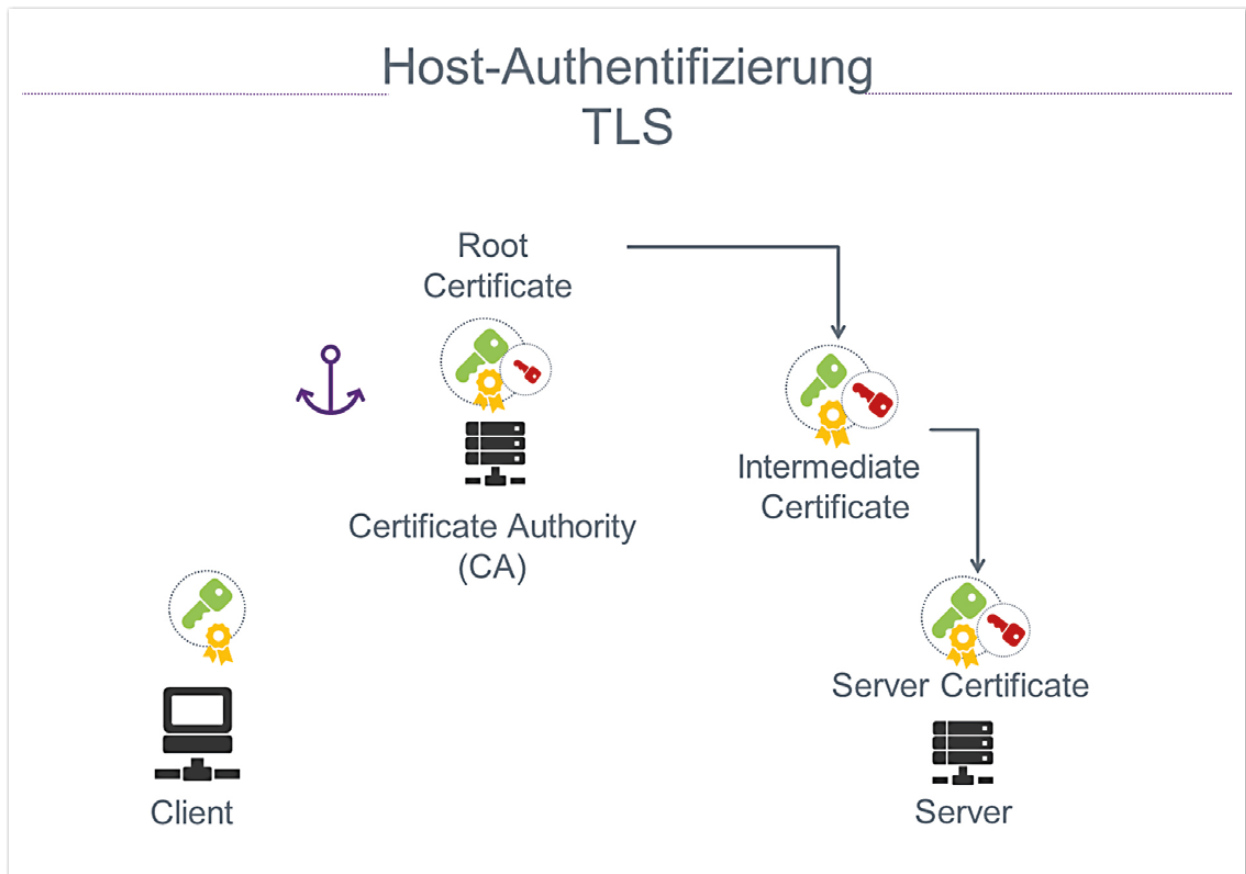 Host-Authentifizierung
TLS
Root
Certificate
Certificate Authority
(CA)
Intermediate
Certificate
Server Certificate
Client
Server